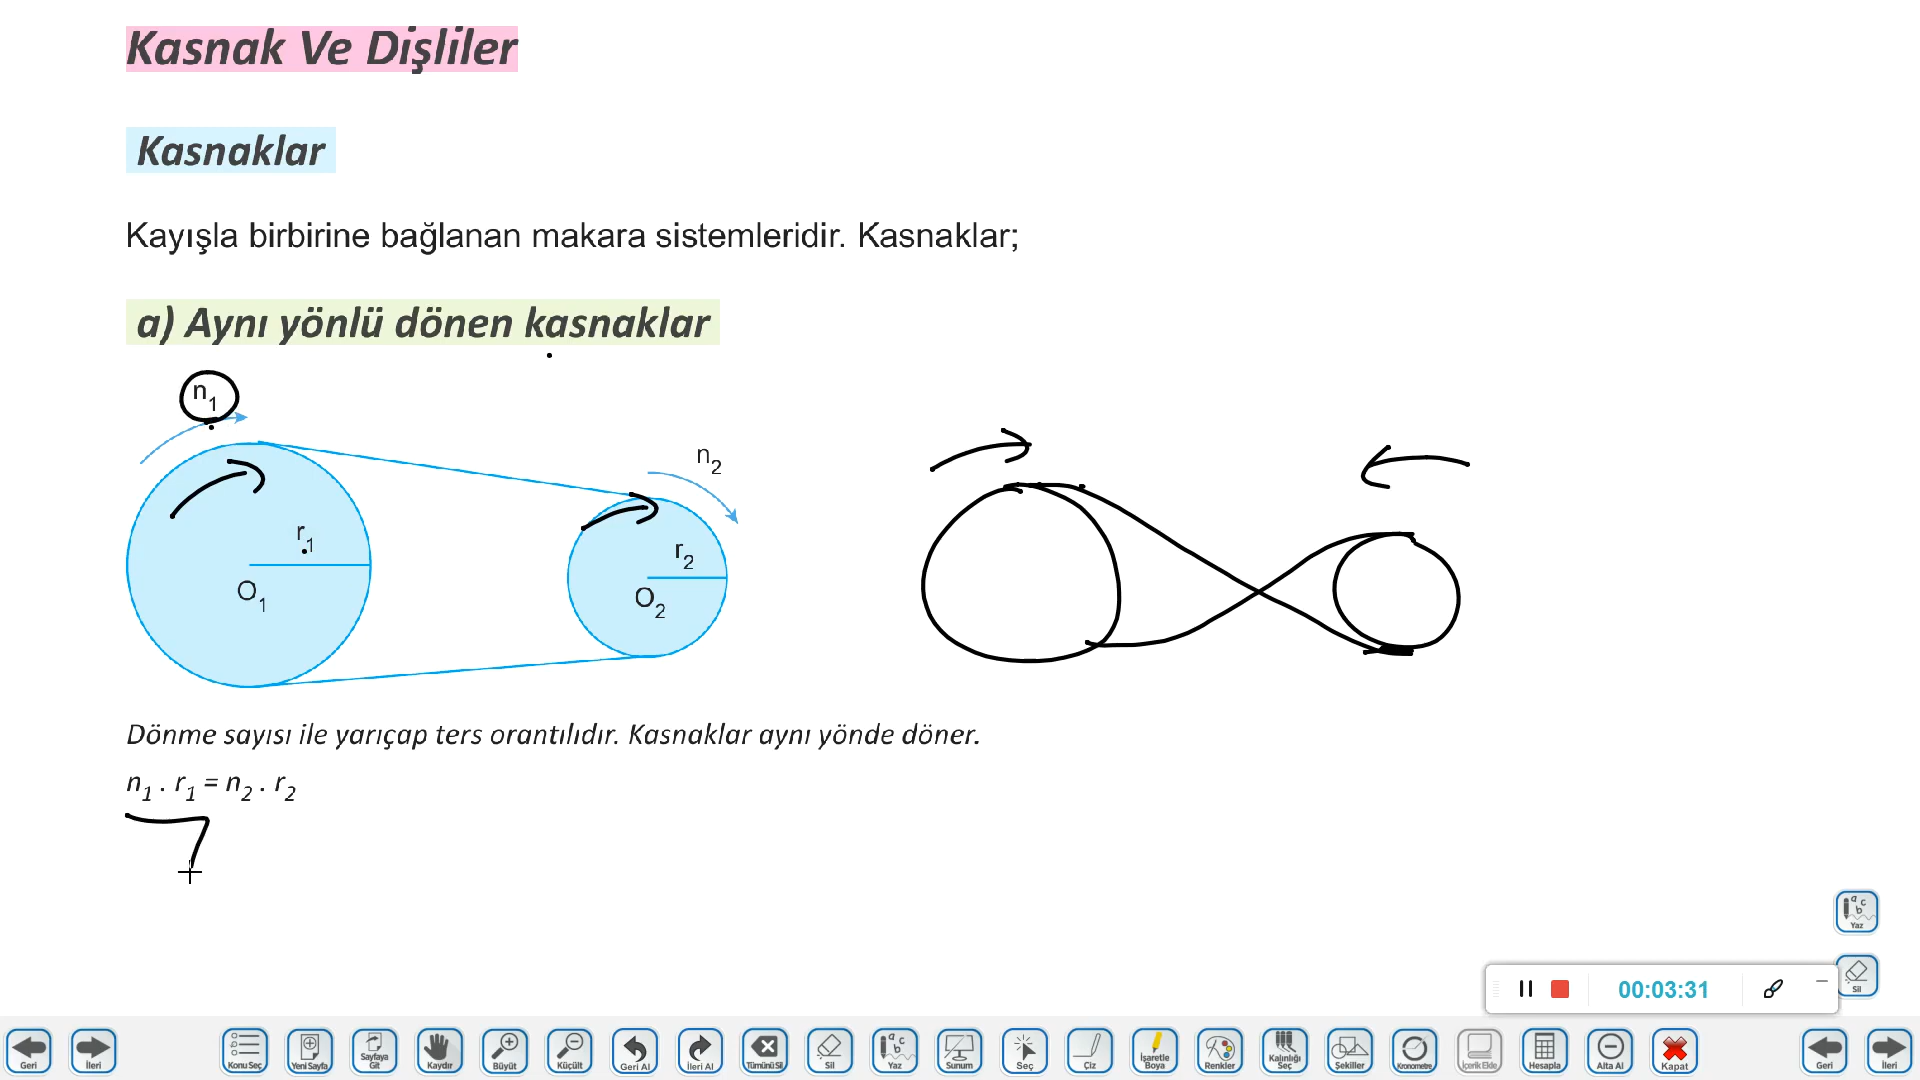 Kasnak Ve Dişliler
Kasnaklar
Kayışla birbirine bağlanan makara sistemleridir. Kasnaklar;
a) Aynı yönlü dönen kasnaklar
n1
n2
r1
r2
O1
O2
Dönme sayısı ile yarıçap ters orantılıdır. Kasnaklar aynı yönde döner.
n1 . r1 = n2 . r2
a b c
Yaz
Sil
00:03:31
Geri
İleri
Konu Seç
Yeni Sayfa
Sayfaya Git
Kaydır
Büyüt
Küçült
Geri Al
İleri Al
Tümünü Sil
Sil
a b c
Yaz
Sunum
Seç
Çiz
İşaretle Boya
Renkler
Kalınlığı Seç
Şekiller
Kronometre
İçerik Ekle
Hesapla
Alta Al
Kapat
Geri
İleri